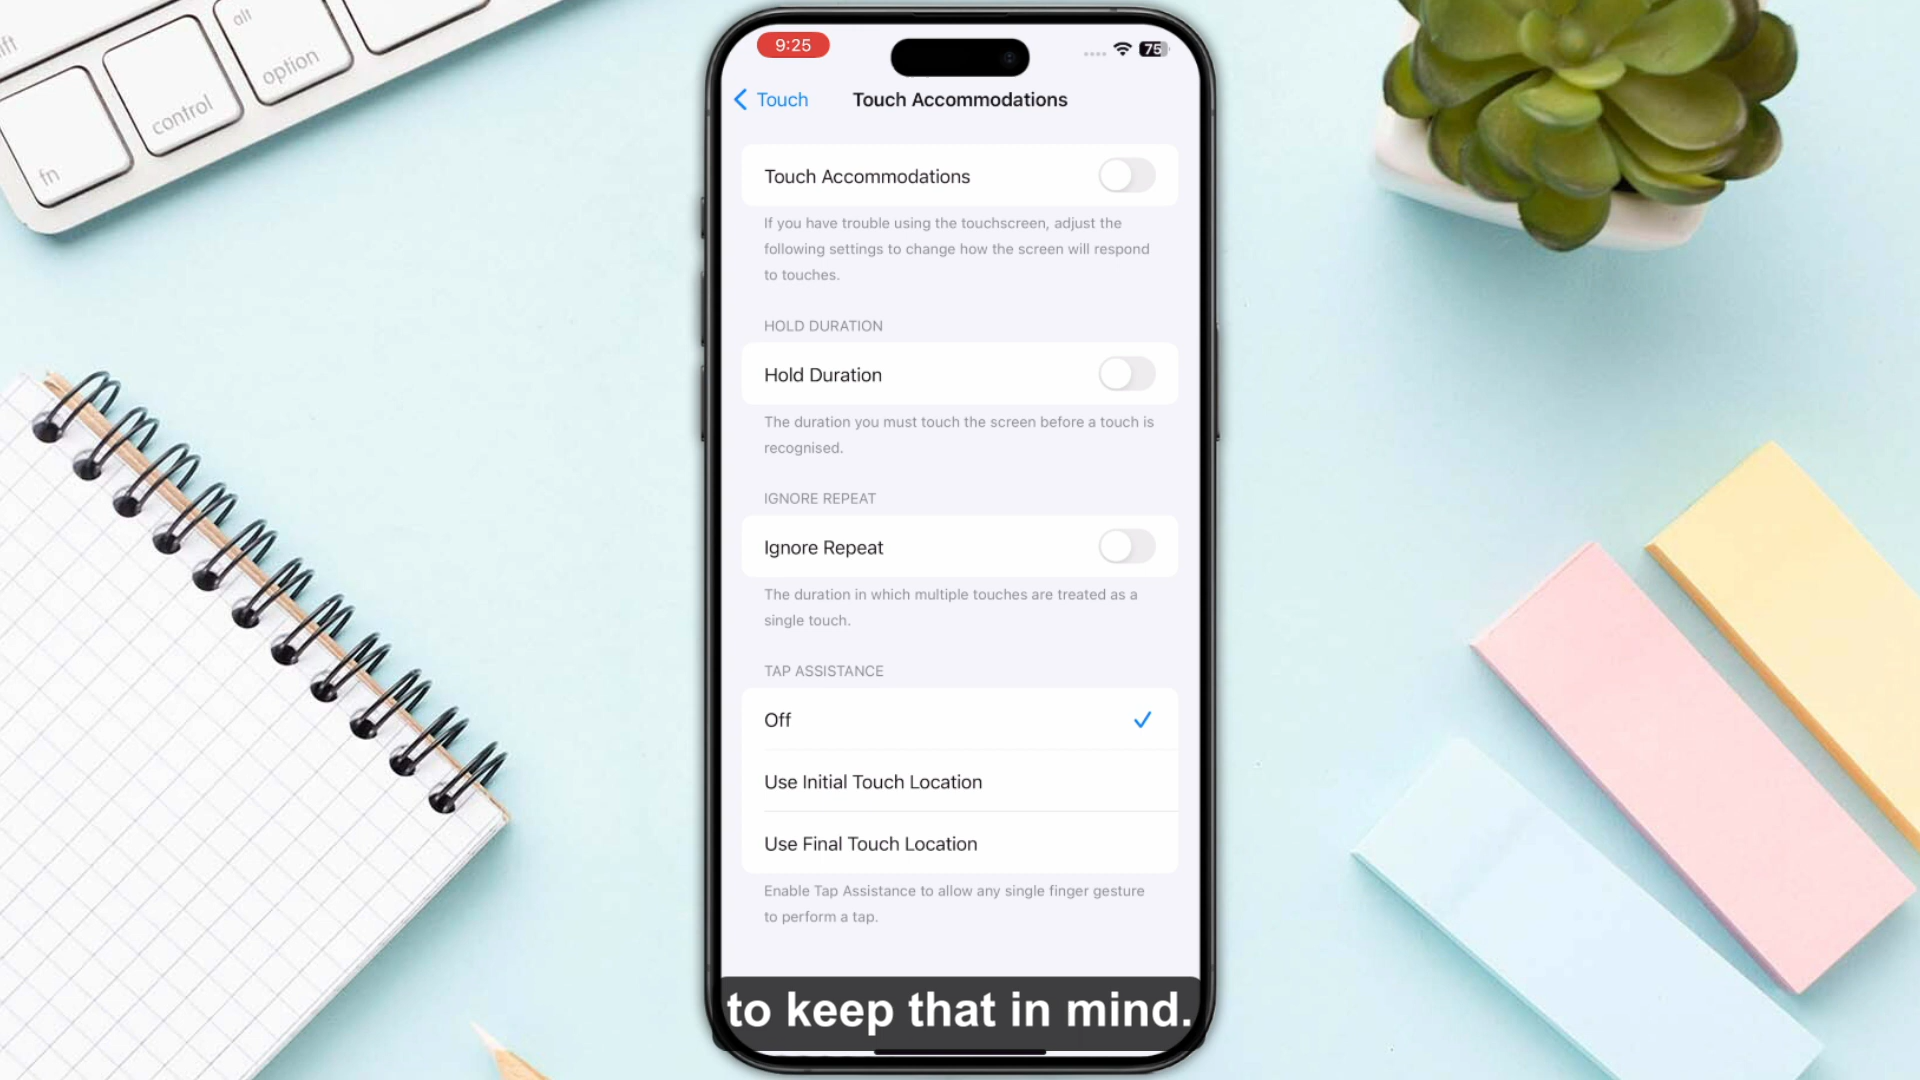 alt
option
control
fn
9:25
75
Touch
Touch Accommodations
Touch Accommodations
If you have trouble using the touchscreen, adjust the
following settings to change how the screen will respond
to touches.
HOLD DURATION
Hold Duration
The duration you must touch the screen before a touch is
recognised.
IGNORE REPEAT
Ignore Repeat
The duration in which multiple touches are treated as a
single touch.
TAP ASSISTANCE
Off
Use Initial Touch Location
Use Final Touch Location
Enable Tap Assistance to allow any single finger gesture
to perform a tap.
to keep that in mind.